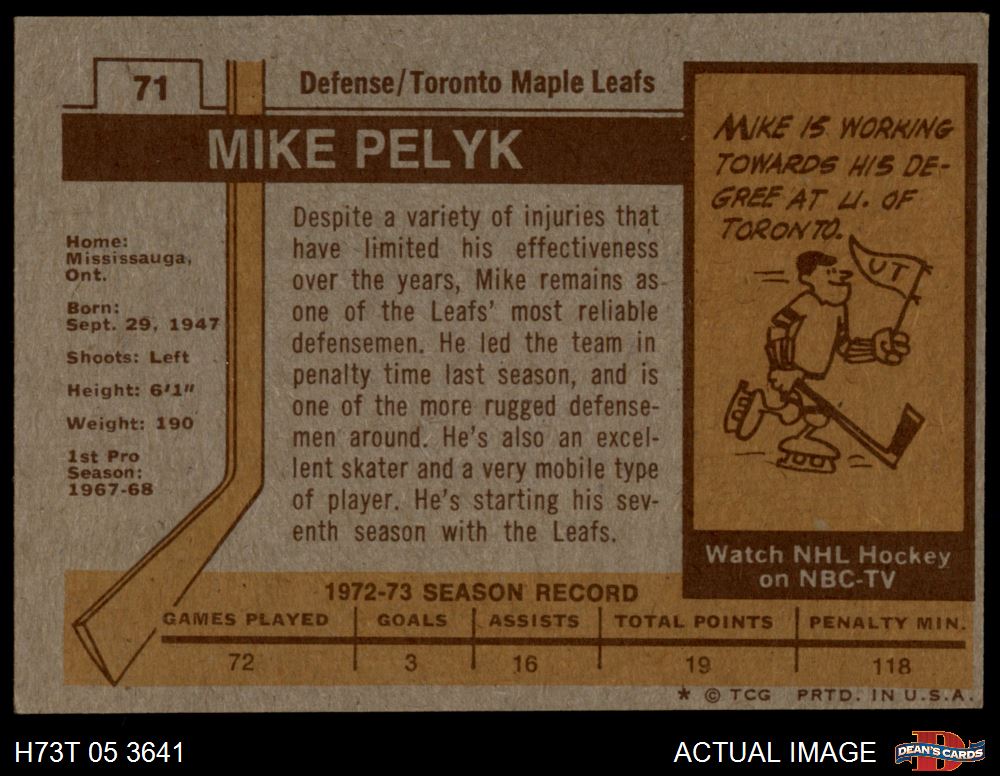 71
Defense/Toronto Maple Leafs
MIKE PELYK
Home:
Mississauga,
Ont.
Born:
Sept. 29, 1947
Shoots: Left
Height: 6'1"
Weight: 190
1st Pro
Season:
1967-68
Despite a variety of injuries that
have limited his effectiveness
over the years, Mike remains as
one of the Leafs' most reliable
defensemen. He led the team in
penalty time last season, and is
one of the more rugged defense-
men around. He's also an excel-
lent skater and a very mobile type
of player. He's starting his sev-
enth season with the Leafs.
MIKE IS WORKING
TOWARDS HIS DE-
GREE AT U. OF
TORONTO.
UT
Watch NHL Hockey
on NBC-TV
1972-73 SEASON RECORD
GAMES PLAYED GOALS ASSISTS TOTAL POINTS PENALTY MIN.
72 3 16 19 118
* © TCG PRTD. IN U.S.A.
H73T 05 3641
ACTUAL IMAGE
D
DEAN'S CARDS